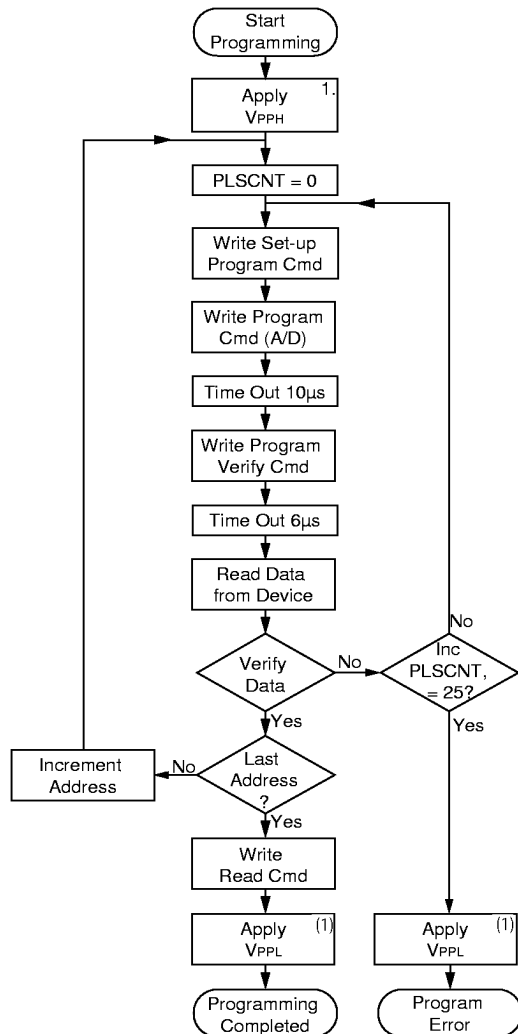 Start
Programming
Apply 1.
VPPH
PLSCNT = 0
Write Set-up
Program Cmd
Write Program
Cmd (A/D)
Time Out 10µs
Write Program
Verify Cmd
Time Out 6µs
Read Data
from Device
Verify
Data
No
Yes
No
Inc
PLSCNT,
= 25?
Yes
Increment
Address
No
Last
Address
?
Yes
Write
Read Cmd
Apply (1)
VPPL
Apply (1)
VPPL
Programming
Completed
Program
Error